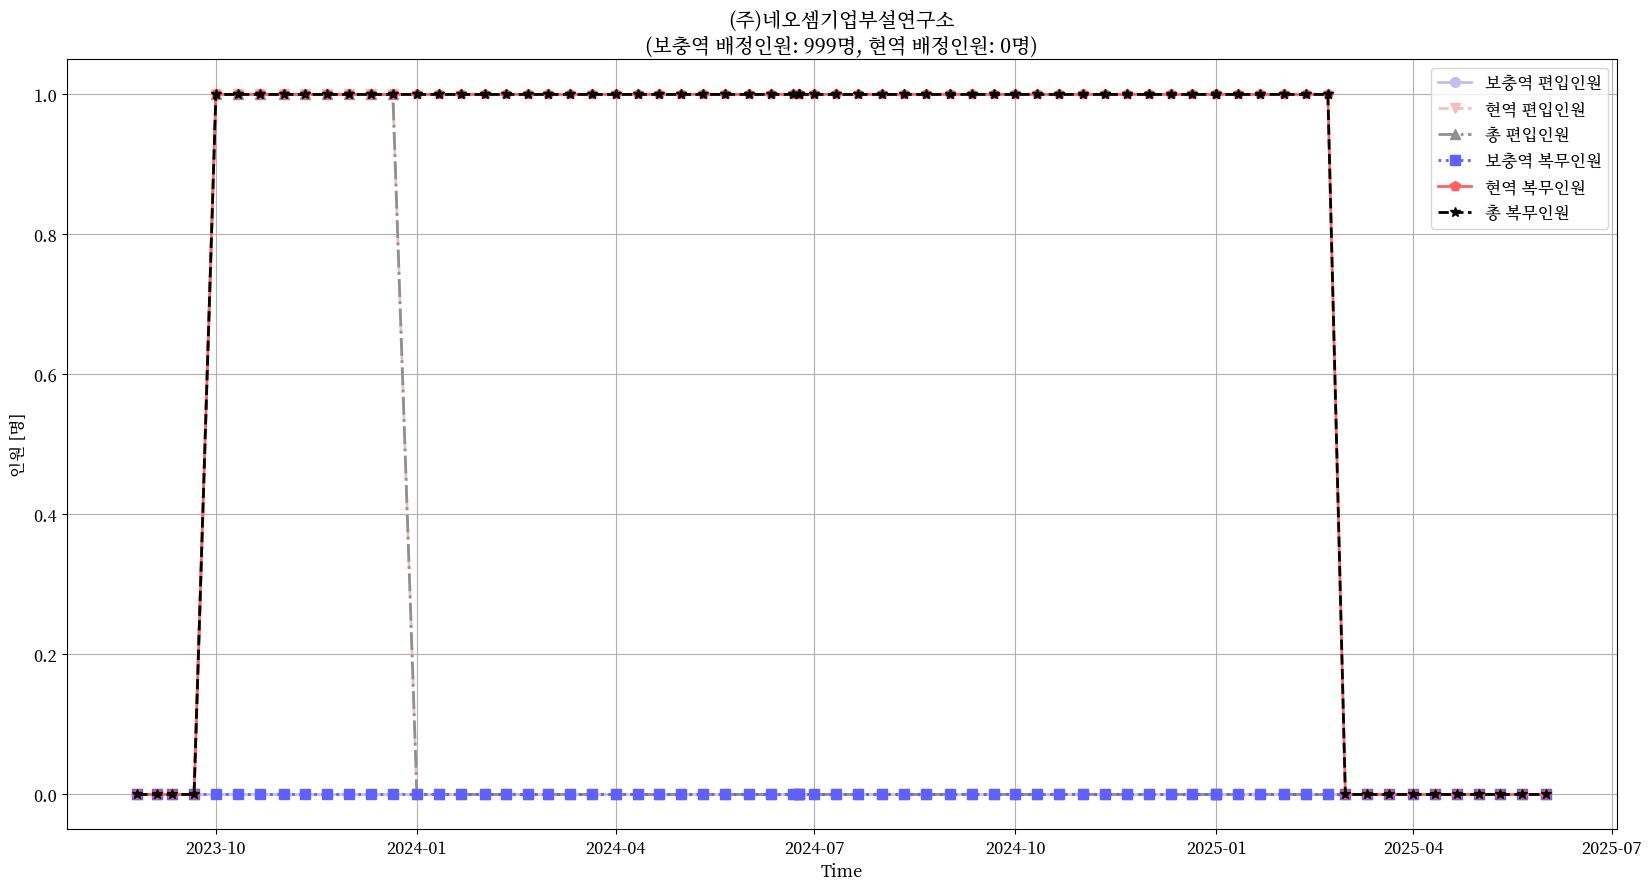 (주)네오셈기업부설연구소
(보충역 배정인원: 999명, 현역 배정인원: 0명)
보충역 편입인원
현역 편입인원
총 편입인원
보충역 복무인원
현역 복무인원
총 복무인원
인원 [명]
1.0
0.8
0.6
0.4
0.2
0.0
2023-10
2024-01
2024-04
2024-07
2024-10
2025-01
2025-04
2025-07
Time